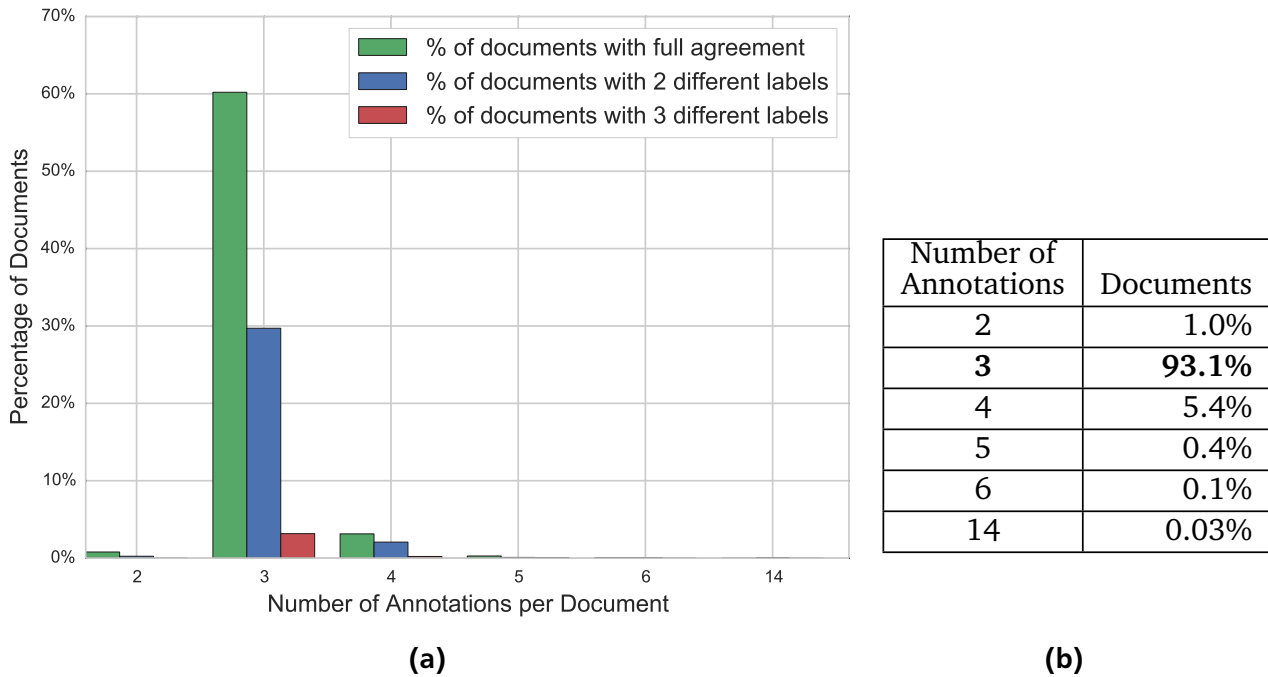 70%
60%
50%
40%
30%
20%
10%
0%
Percentage of Documents
% of documents with full agreement
% of documents with 2 different labels
% of documents with 3 different labels
2 3 4 5 6 14
Number of Annotations per Document
(a)
Number of
Annotations Documents
2 1.0%
3 93.1%
4 5.4%
5 0.4%
6 0.1%
14 0.03%
(b)